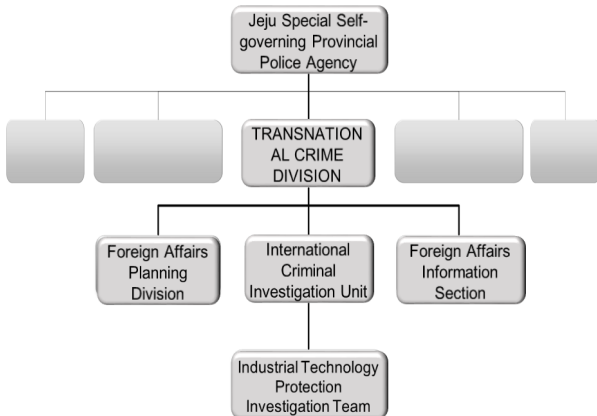 Jeju Special Self-
governing Provincial
Police Agency
TRANSNATION
AL CRIME
DIVISION
Foreign Affairs
Planning
Division
International
Criminal
Investigation Unit
Foreign Affairs
Information
Section
Industrial Technology
Protection
Investigation Team